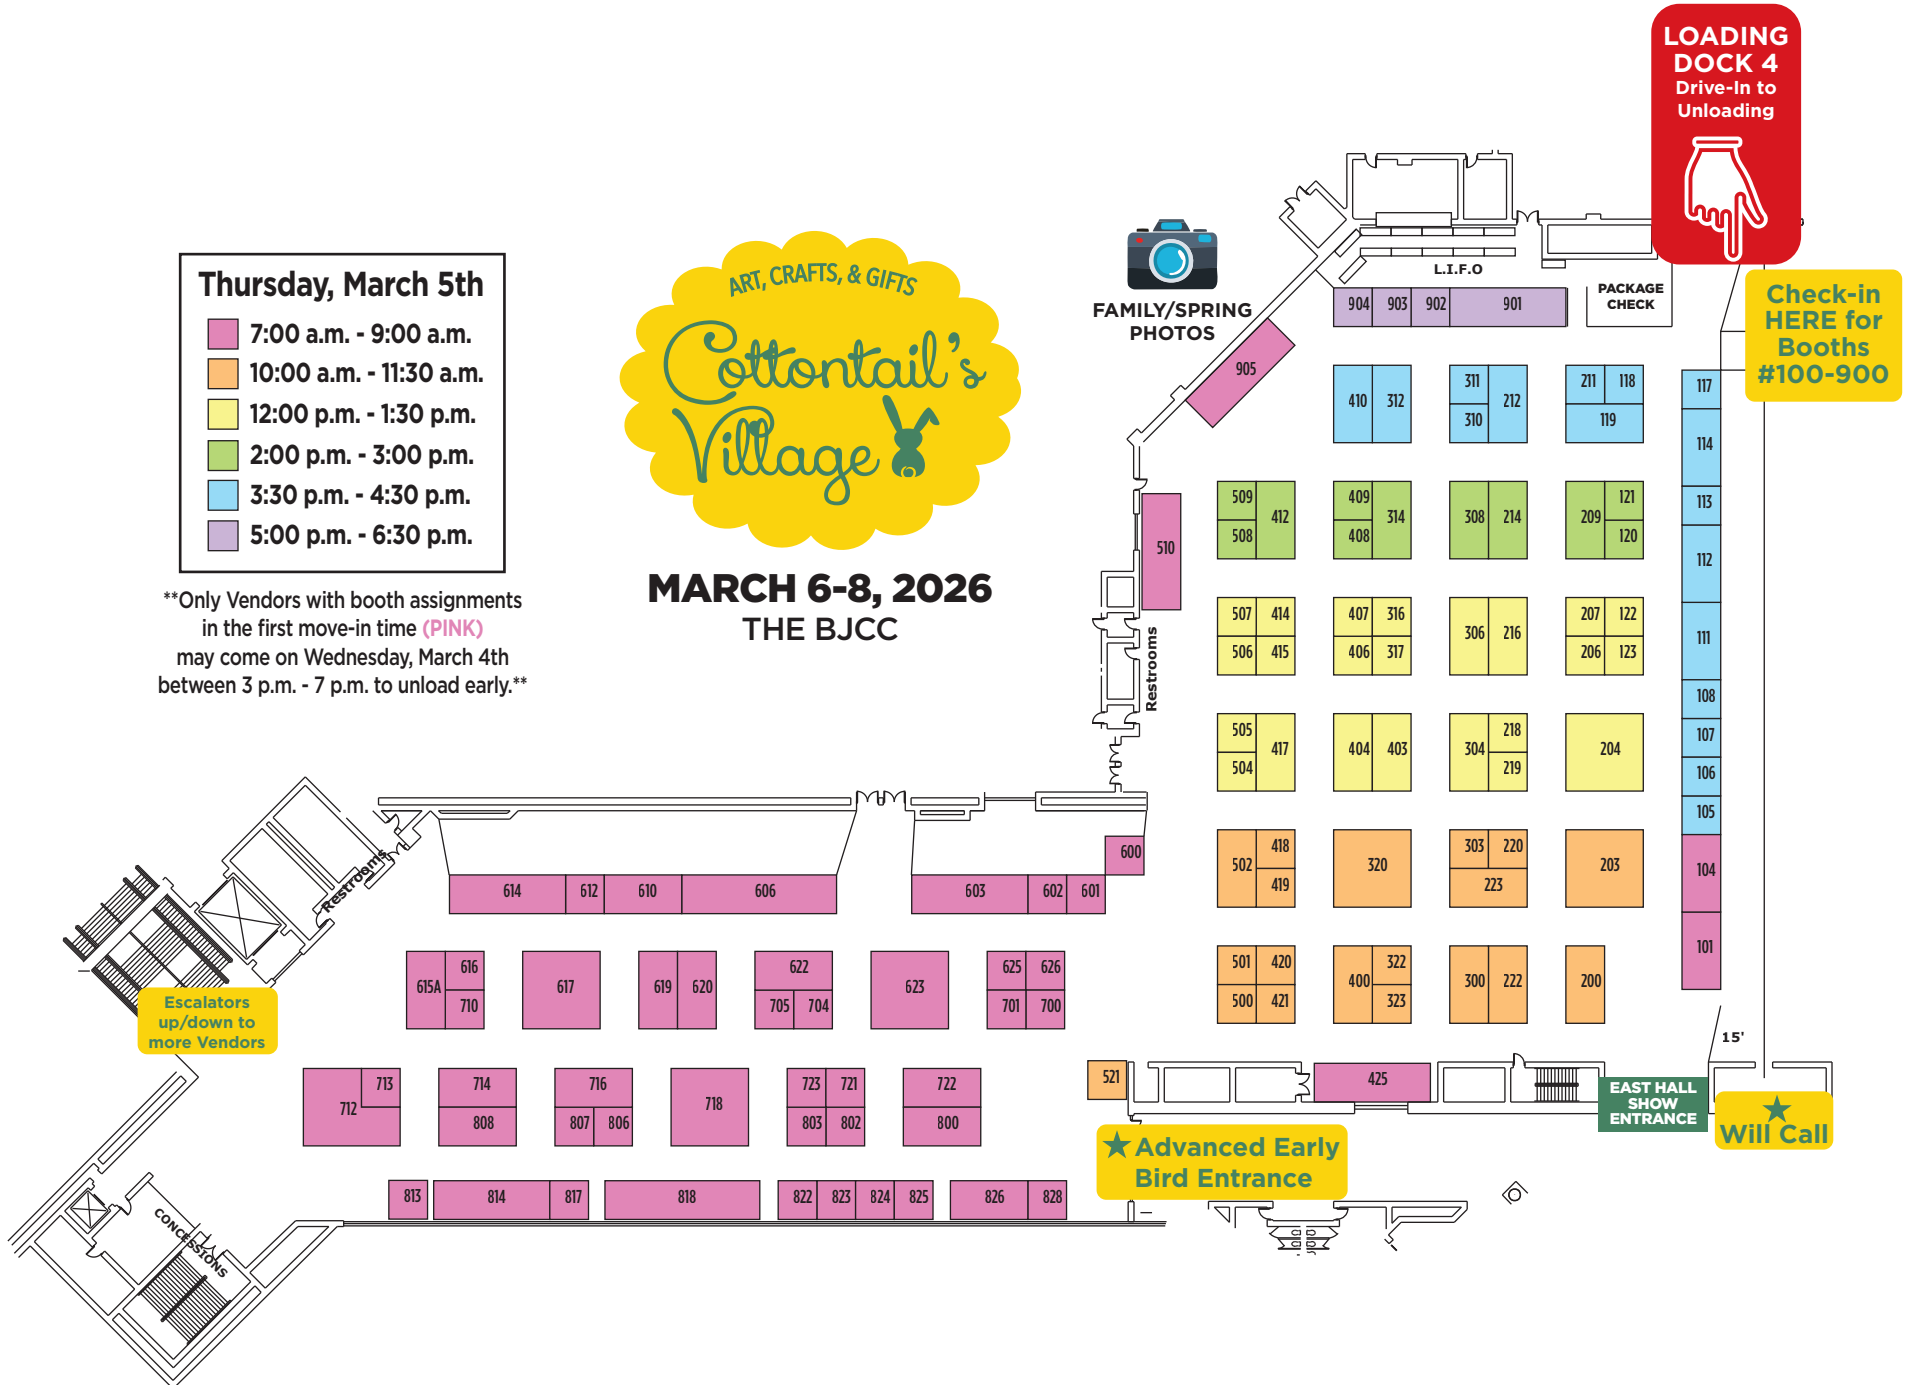 LOADING
DOCK 4
Drive-In to
Unloading
Check-in
HERE for
Booths
#100-900
Thursday, March 5th
7:00 a.m. - 9:00 a.m.
10:00 a.m. - 11:30 a.m.
12:00 p.m. - 1:30 p.m.
2:00 p.m. - 3:00 p.m.
3:30 p.m. - 4:30 p.m.
5:00 p.m. - 6:30 p.m.
**Only Vendors with booth assignments
in the first move-in time (PINK)
may come on Wednesday, March 4th
between 3 p.m. - 7 p.m. to unload early.**
ART, CRAFTS, & GIFTS
Cottontail's
Village
MARCH 6-8, 2026
THE BJCC
FAMILY/SPRING
PHOTOS
L.I.F.O
PACKAGE
CHECK
904 903 902 901
905
410 312 311 310 212 211 118 119
117
114
113
112
111
108
107
106
105
104
101
510
Restrooms
509 508 412 409 408 314 308 214 209 121 120
507 414 407 316 306 216 207 122
506 415 406 317 206 123
505 504 417 404 403 304 218 219 204
502 418 419 320 303 220 223 203
501 420 400 322 300 222 200
500 421 323
600
614 612 610 606 603 602 601
615A 616 710 617 619 620 622 705 704 623 625 626 701 700
712 713 714 808 716 807 806 718 723 721 803 802 722 800
813 814 817 818 822 823 824 825 826 828
521
425
15'
Restrooms
Escalators
up/down to
more Vendors
CONCESSIONS
EAST HALL
SHOW
ENTRANCE
Will Call
Advanced Early
Bird Entrance